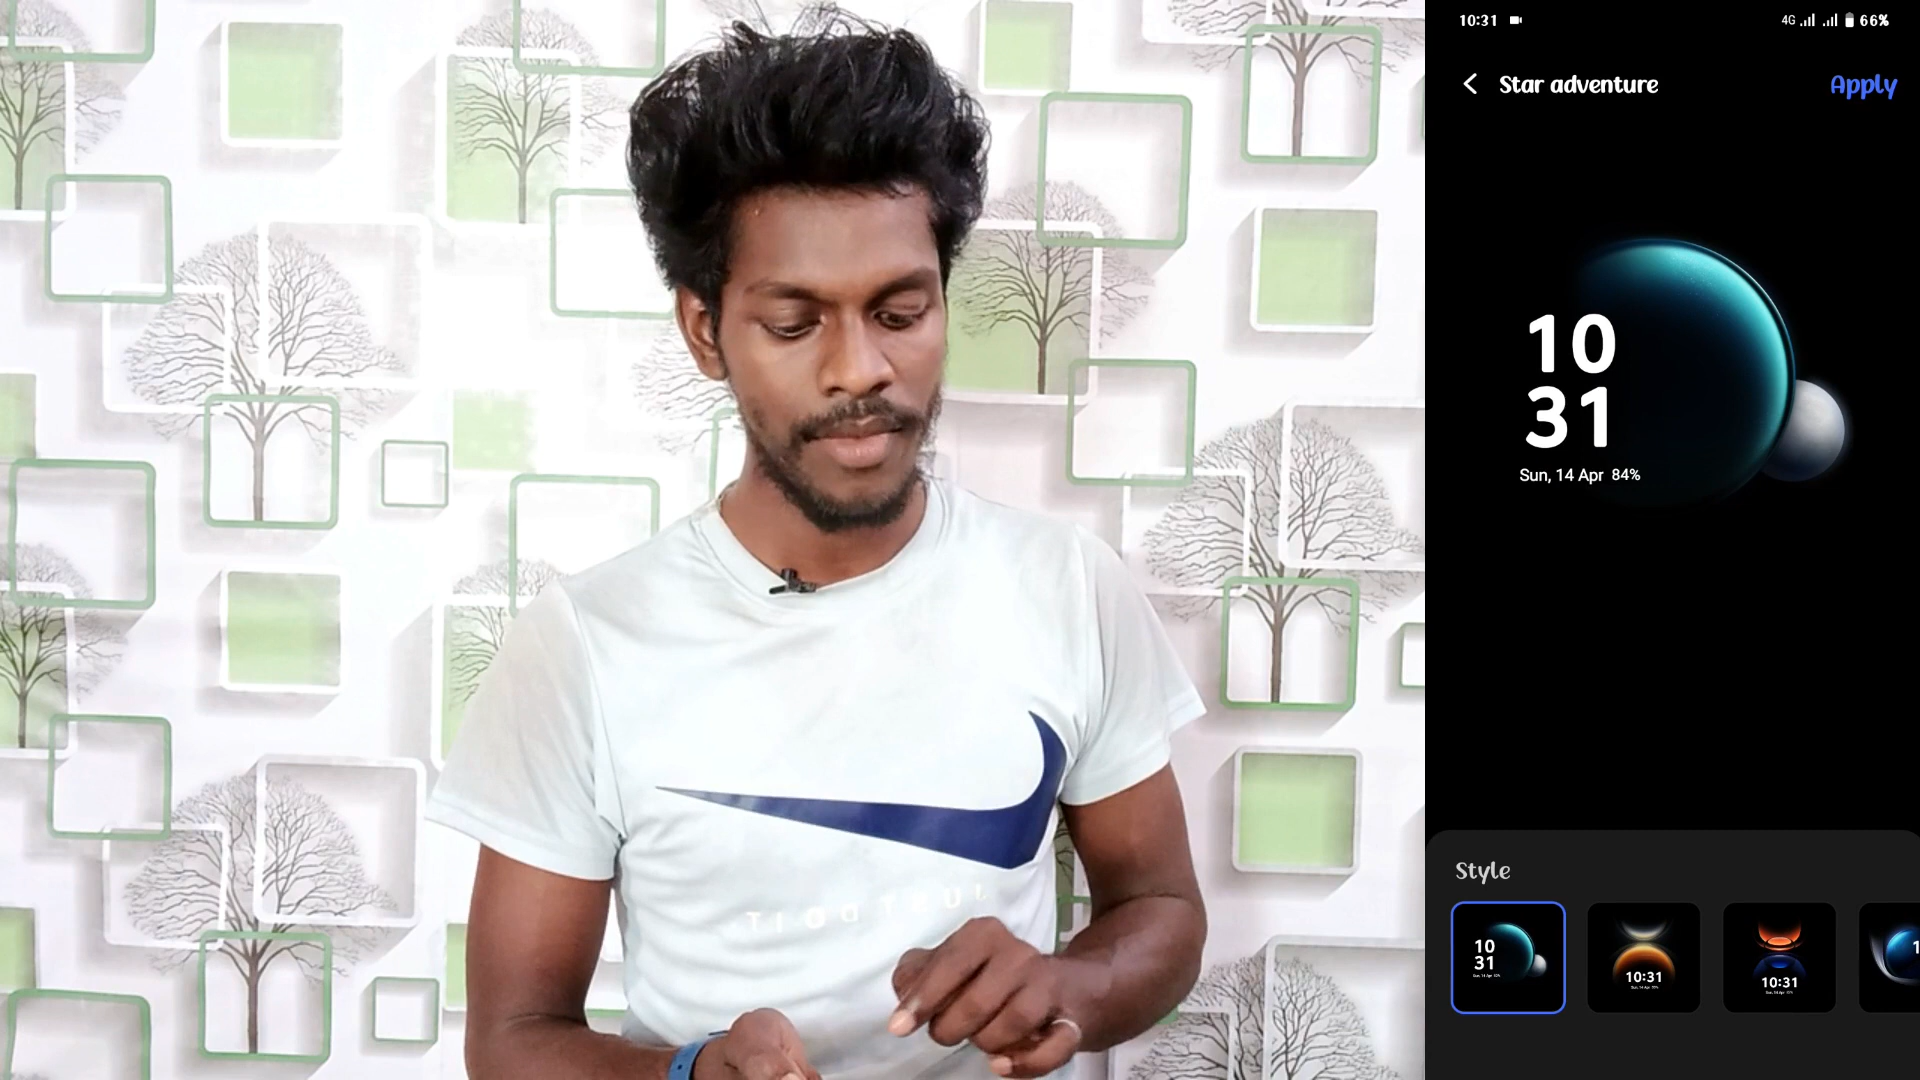 10:31
4G 66%
Star adventure
Apply
10
31
Sun, 14 Apr 84%
Style
10
31
10:31
10:31